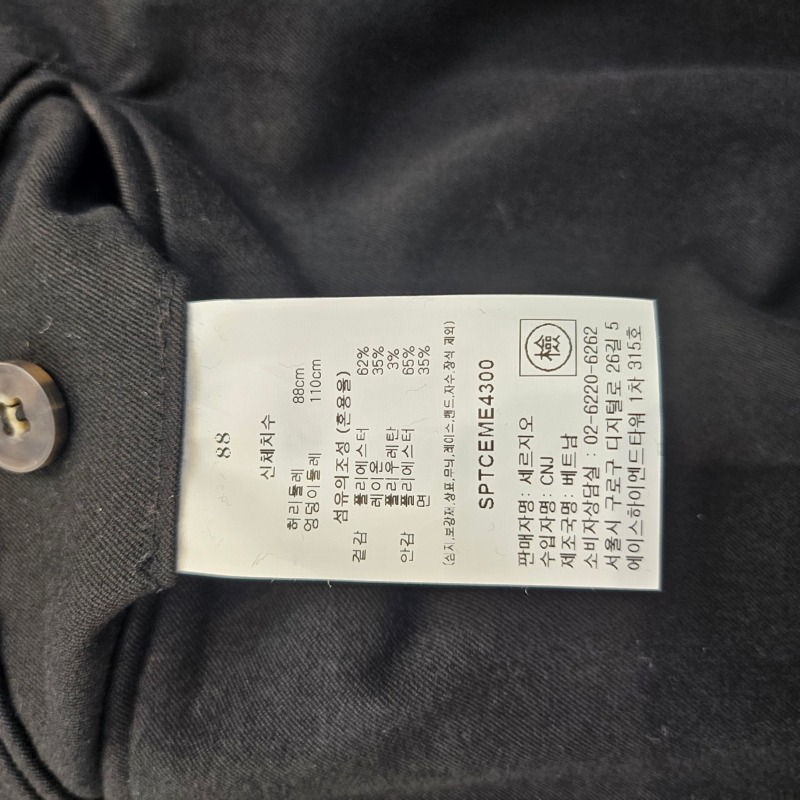 88
신체치수
허리둘레 88cm
엉덩이둘레 110cm
섬유의조성 (혼용율)
겉감 폴리에스터 62%
레이온 35%
폴리우레탄 3%
안감 폴리에스터 65%
면 35%
(심지,보강재,상표,무늬,레이스,밴드,자수,장식 제외)
SPTCEME4300
檢
판매자명: 세르지오
수입자명: CNJ
제조국명: 베트남
소비자상담실 : 02-6220-6262
서울시 구로구 디지털로 26길 5
에이스하이엔드타워 1차 315호